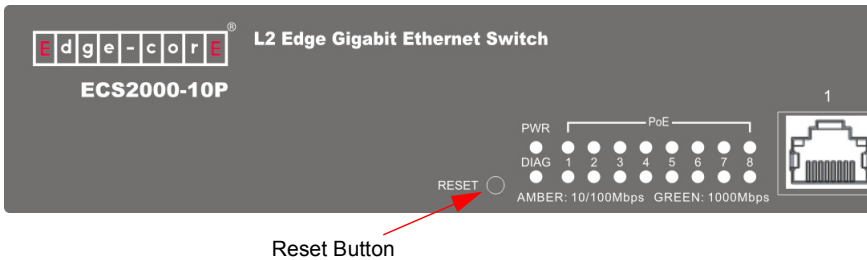 Edge-corE®
L2 Edge Gigabit Ethernet Switch
ECS2000-10P
1
PWR
PoE
DIAG 1 2 3 4 5 6 7 8
RESET
AMBER: 10/100Mbps GREEN: 1000Mbps
Reset Button